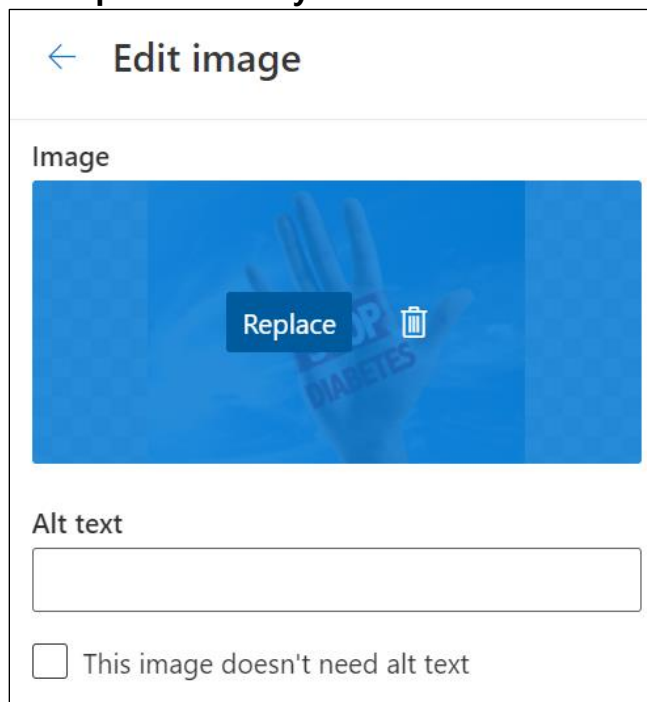 Edit image
Image
Replace
DIABETES
Alt text
This image doesn't need alt text